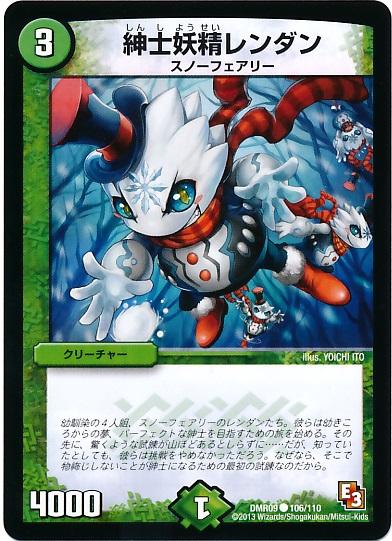 3
しんしようせい
紳士妖精レンダン
スノーフェアリー
illus. YOICHI ITO
クリーチャー
幼馴染の4人組、スノーフェアリーのレンダンたち。彼らは幼きこ
ろからの夢、パーフェクトな紳士を目指すための旅を始める。その
先に、驚くような試練が山ほどあるとしらずに……だが、知ってい
たとしても、彼らは挑戦をやめなかっただろう。なぜなら、そこで
物怖じしないことが紳士になるための最初の試練なのだから。
4000
1
DMR09 ● 106/110
©2013 Wizards/Shogakukan/Mitsui-Kids
E3